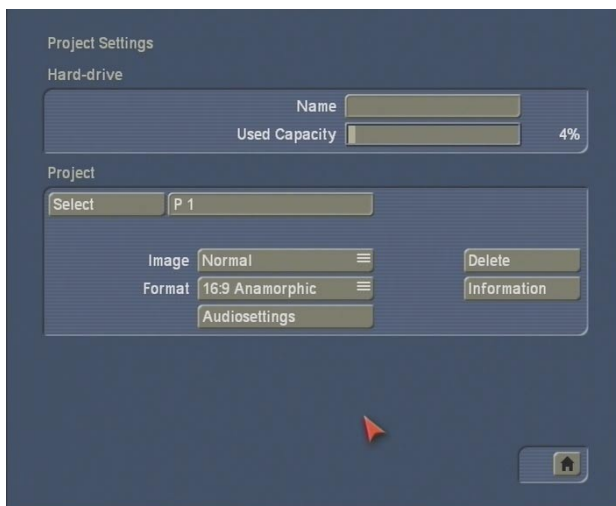 Project Settings
Hard-drive
Name
Used Capacity 4%
Project
Select P 1
Image Normal Delete
Format 16:9 Anamorphic Information
Audiosettings